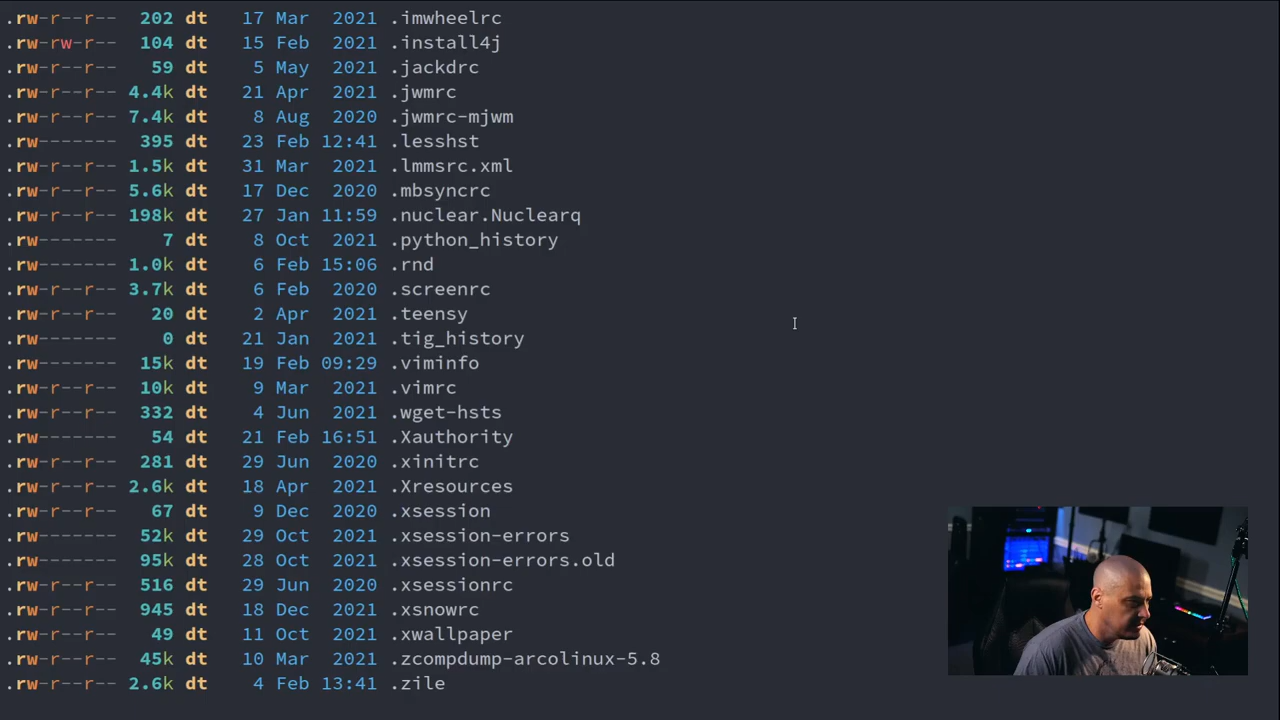 .rw-r--r-- 202 dt 17 Mar 2021 .imwheelrc
.rw-rw-r-- 104 dt 15 Feb 2021 .install4j
.rw-r--r-- 59 dt 5 May 2021 .jackdrc
.rw-r--r-- 4.4k dt 21 Apr 2021 .jwmrc
.rw-r--r-- 7.4k dt 8 Aug 2020 .jwmrc-mjwm
.rw------- 395 dt 23 Feb 12:41 .lesshst
.rw-r--r-- 1.5k dt 31 Mar 2021 .lmmsrc.xml
.rw-r--r-- 5.6k dt 17 Dec 2020 .mbsyncrc
.rw-r--r-- 198k dt 27 Jan 11:59 .nuclear.Nuclearq
.rw------- 7 dt 8 Oct 2021 .python_history
.rw------- 1.0k dt 6 Feb 15:06 .rnd
.rw-r--r-- 3.7k dt 6 Feb 2020 .screenrc
.rw-r--r-- 20 dt 2 Apr 2021 .teensy
.rw------- 0 dt 21 Jan 2021 .tig_history
.rw------- 15k dt 19 Feb 09:29 .viminfo
.rw-r--r-- 10k dt 9 Mar 2021 .vimrc
.rw-r--r-- 332 dt 4 Jun 2021 .wget-hsts
.rw------- 54 dt 21 Feb 16:51 .Xauthority
.rw-r--r-- 281 dt 29 Jun 2020 .xinitrc
.rw-r--r-- 2.6k dt 18 Apr 2021 .Xresources
.rw-r--r-- 67 dt 9 Dec 2020 .xsession
.rw------- 52k dt 29 Oct 2021 .xsession-errors
.rw------- 95k dt 28 Oct 2021 .xsession-errors.old
.rw-r--r-- 516 dt 29 Jun 2020 .xsessionrc
.rw-r--r-- 945 dt 18 Dec 2021 .xsnowrc
.rw-r--r-- 49 dt 11 Oct 2021 .xwallpaper
.rw-r--r-- 45k dt 10 Mar 2021 .zcompdump-arcolinux-5.8
.rw-r--r-- 2.6k dt 4 Feb 13:41 .zile